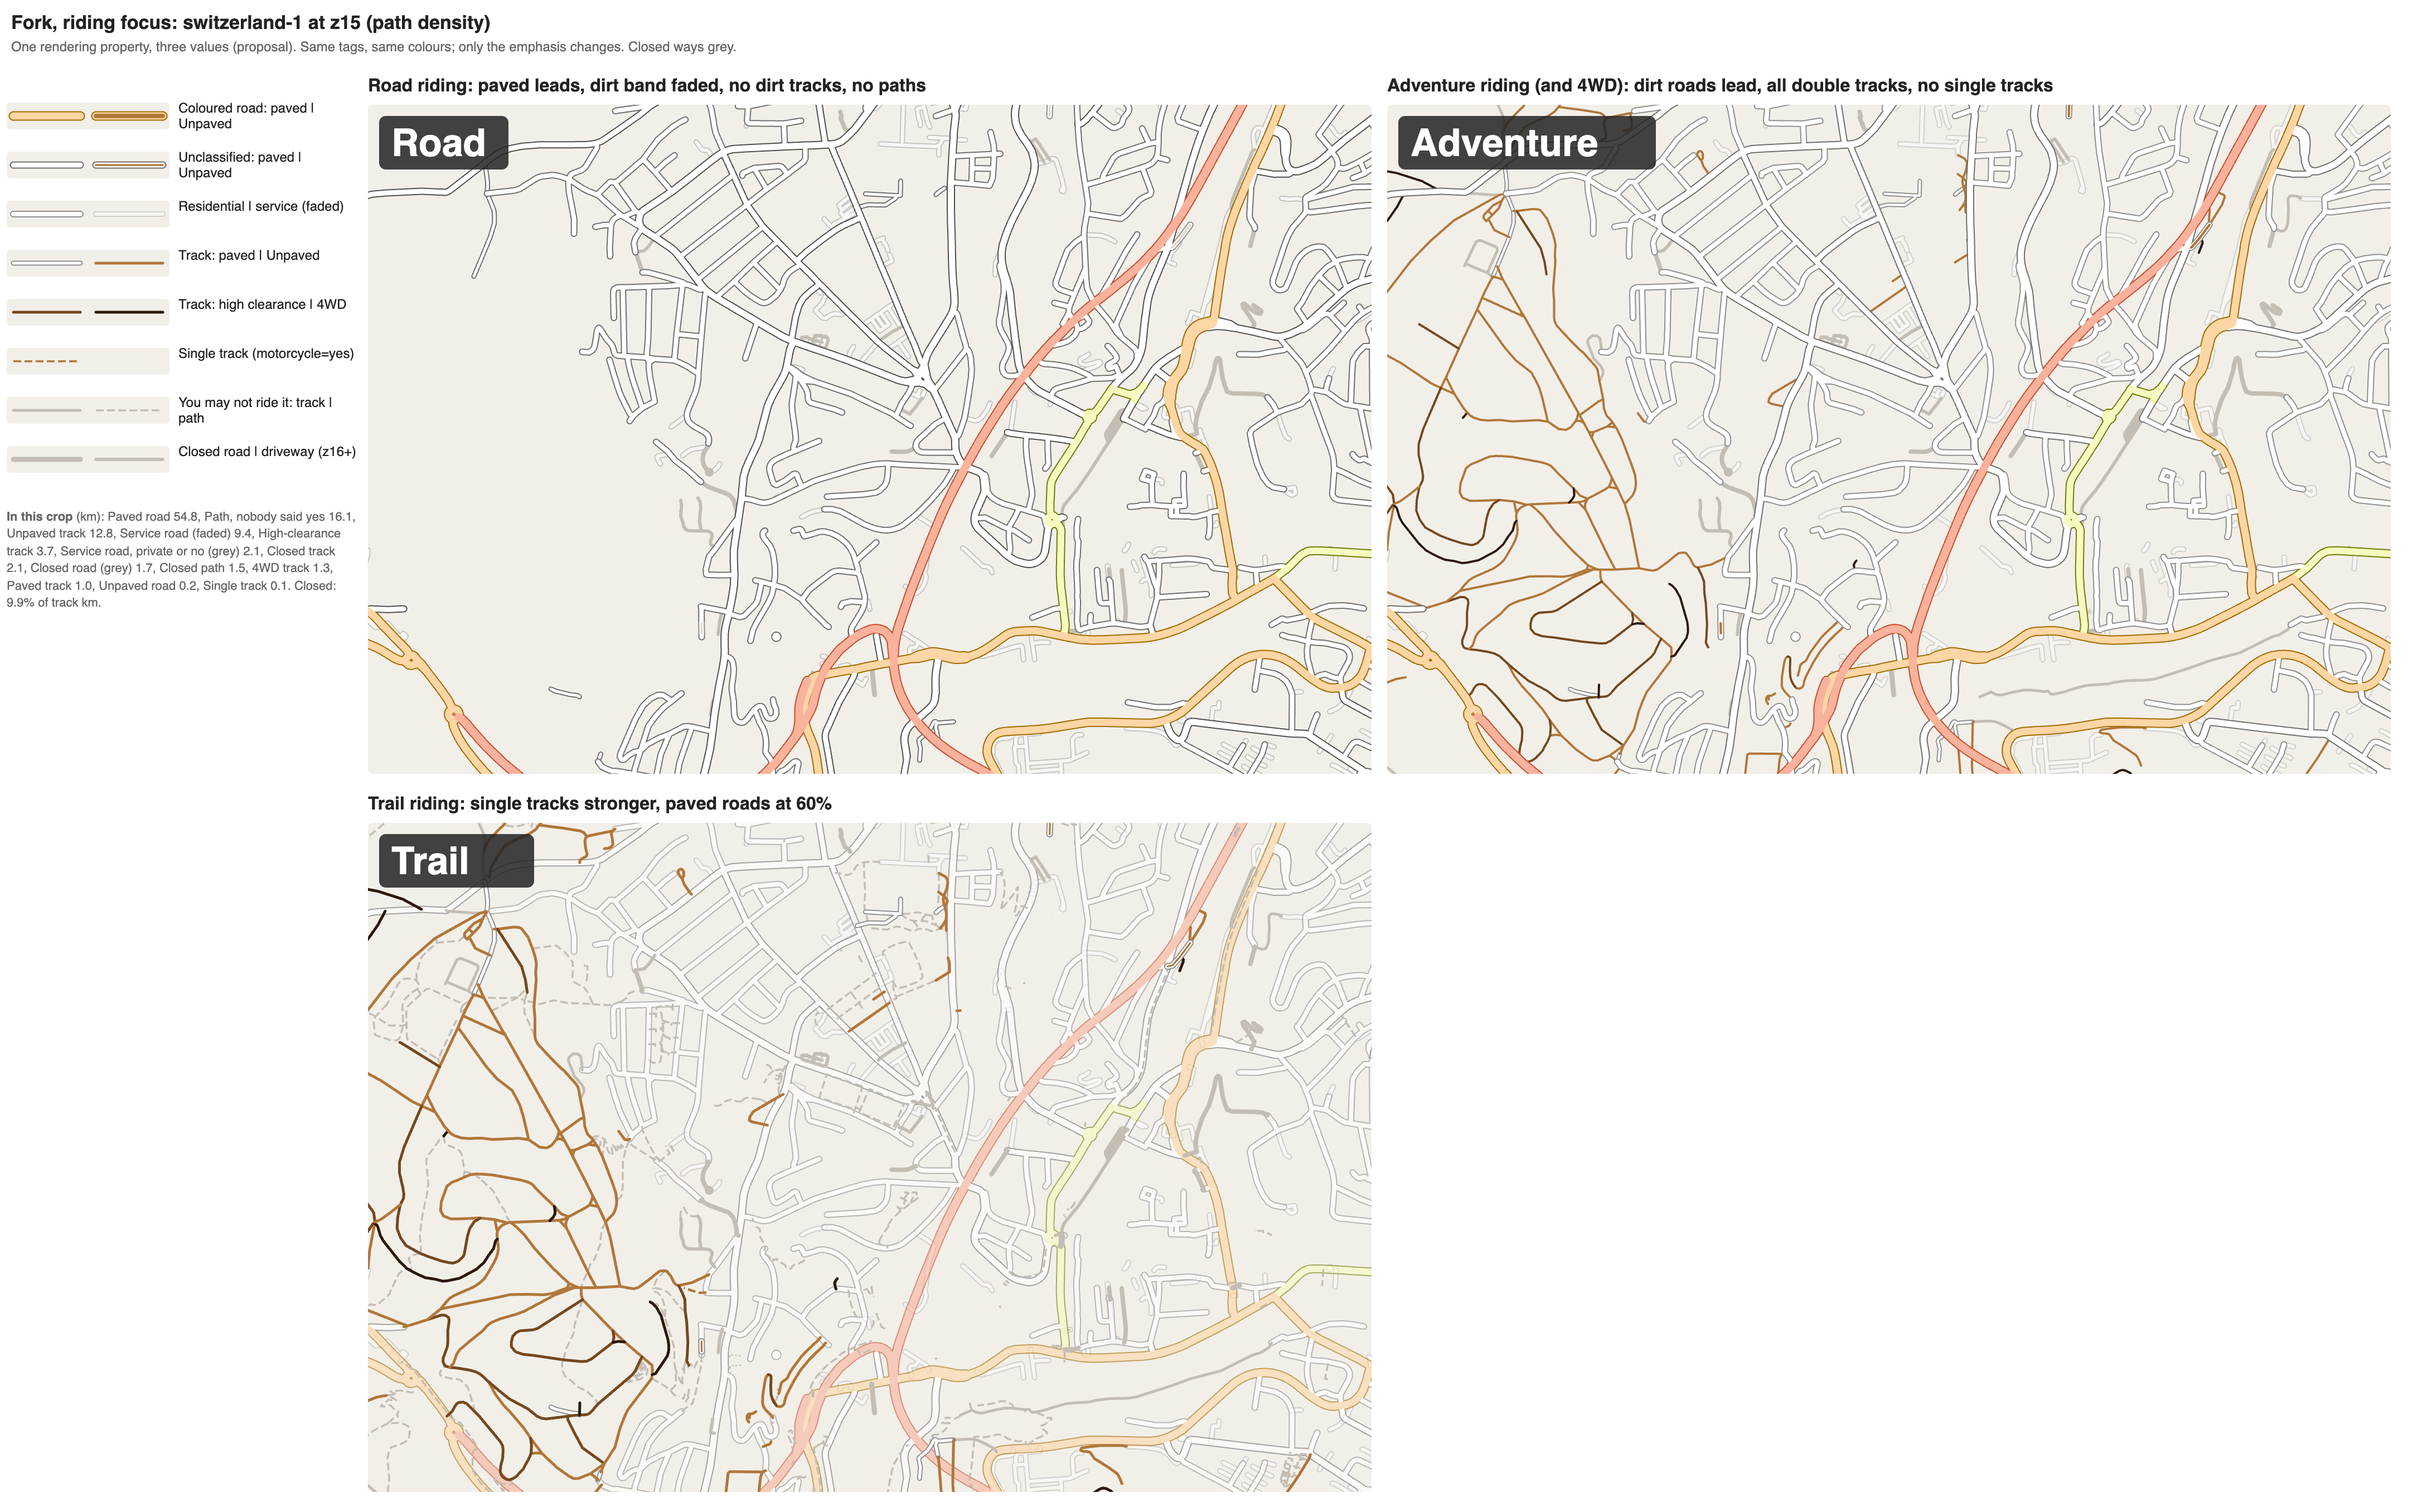 Fork, riding focus: switzerland-1 at z15 (path density)
One rendering property, three values (proposal). Same tags, same colours; only the emphasis changes. Closed ways grey.
Coloured road: paved | 
Unpaved
Unclassified: paved | 
Unpaved
Residential | service (faded)
Track: paved | Unpaved
Track: high clearance | 4WD
Single track (motorcycle=yes)
You may not ride it: track | 
path
Closed road | driveway (z16+)
In this crop (km): Paved road 54.8, Path, nobody said yes 16.1,
Unpaved track 12.8, Service road (faded) 9.4, High-clearance
track 3.7, Service road, private or no (grey) 2.1, Closed track
2.1, Closed road (grey) 1.7, Closed path 1.5, 4WD track 1.3,
Paved track 1.0, Unpaved road 0.2, Single track 0.1. Closed:
9.9% of track km.
Road riding: paved leads, dirt band faded, no dirt tracks, no paths
Road
Adventure riding (and 4WD): dirt roads lead, all double tracks, no single tracks
Adventure
Trail riding: single tracks stronger, paved roads at 60%
Trail